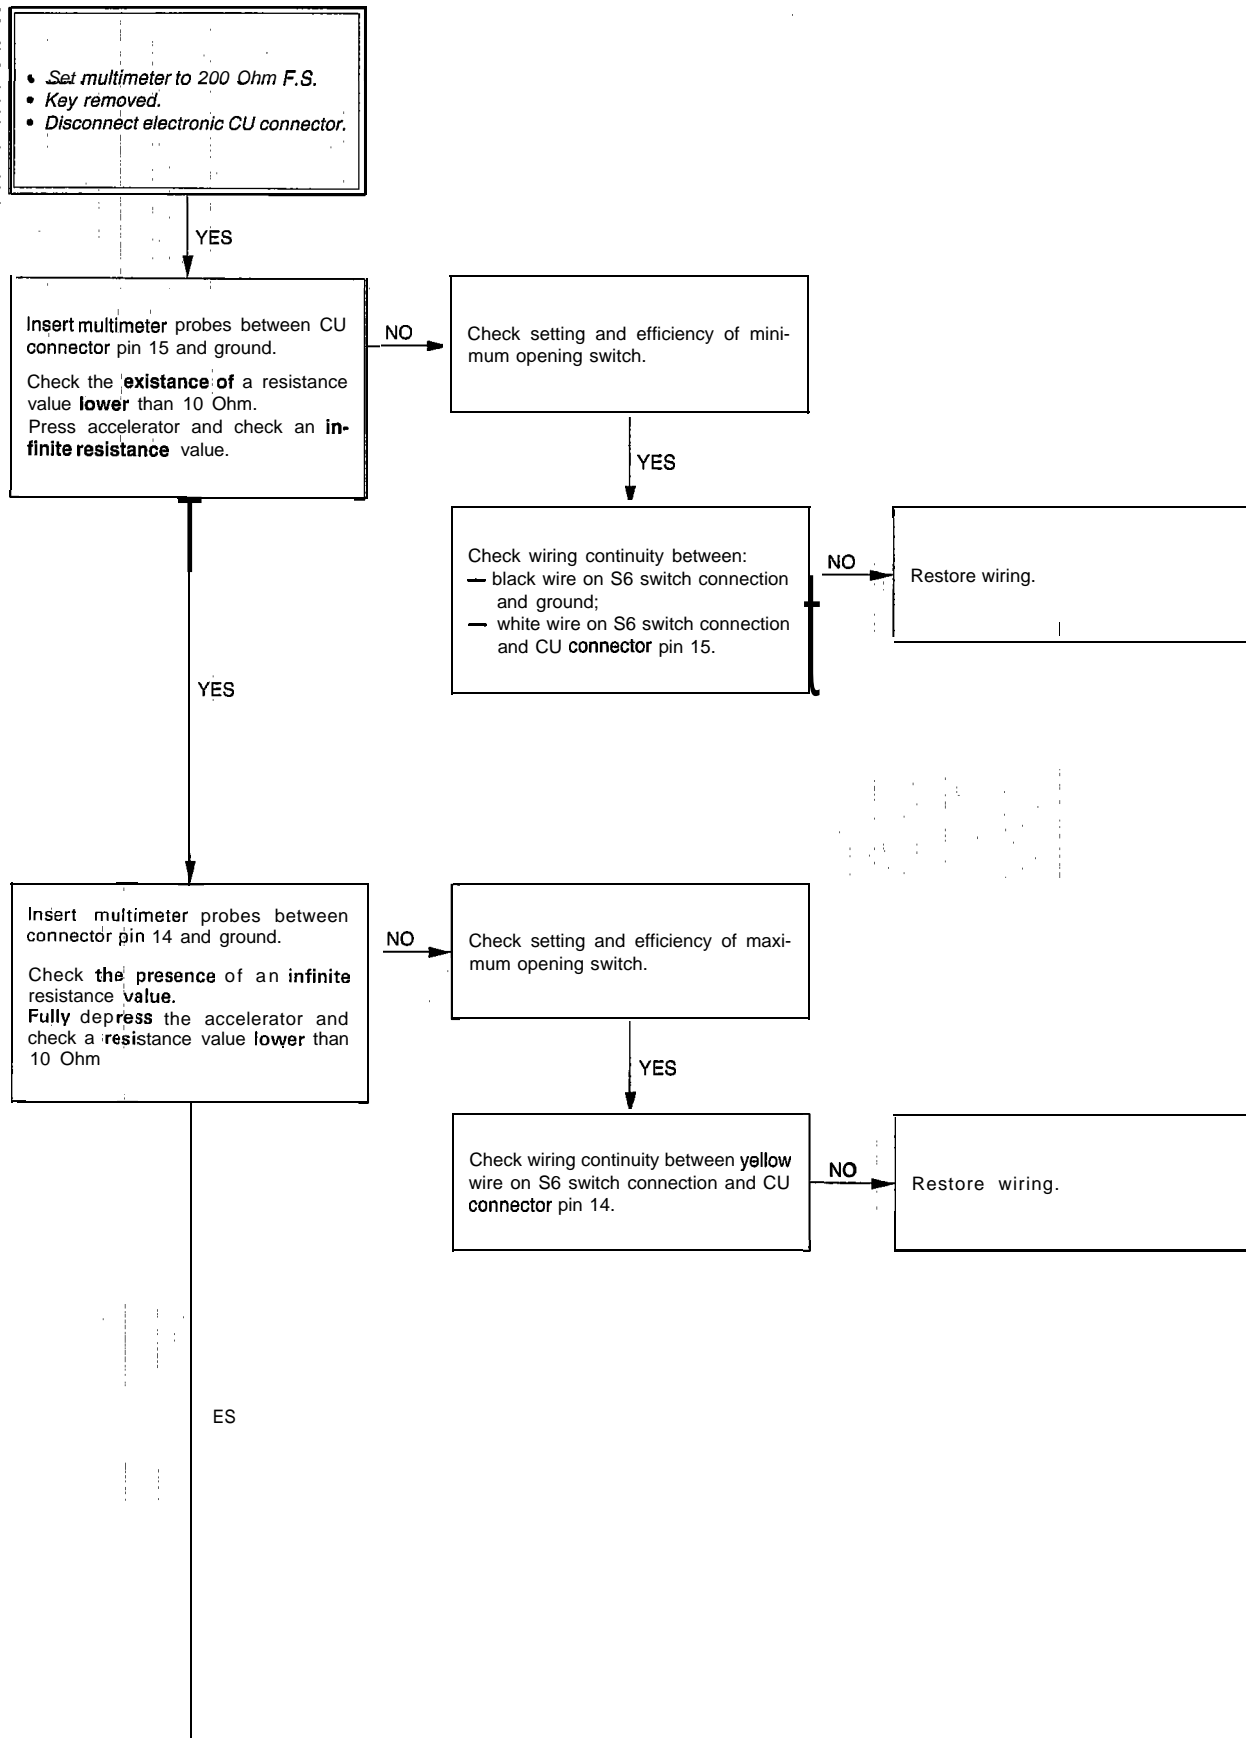 • Set multimeter to 200 Ohm F.S.
• Key removed.
• Disconnect electronic CU connector.
YES
Insert multimeter probes between CU
connector pin 15 and ground.
Check the existance of a resistance
value lower than 10 Ohm.
Press accelerator and check an in-
finite resistance value.
NO
Check setting and efficiency of mini-
mum opening switch.
YES
Check wiring continuity between:
— black wire on S6 switch connection
and ground;
— white wire on S6 switch connection
and CU connector pin 15.
NO
Restore wiring.
YES
Insert multimeter probes between
connector pin 14 and ground.
Check the presence of an infinite
resistance value.
Fully depress the accelerator and
check a resistance value lower than
10 Ohm
NO
Check setting and efficiency of maxi-
mum opening switch.
YES
Check wiring continuity between yellow
wire on S6 switch connection and CU
connector pin 14.
NO
Restore wiring.
ES